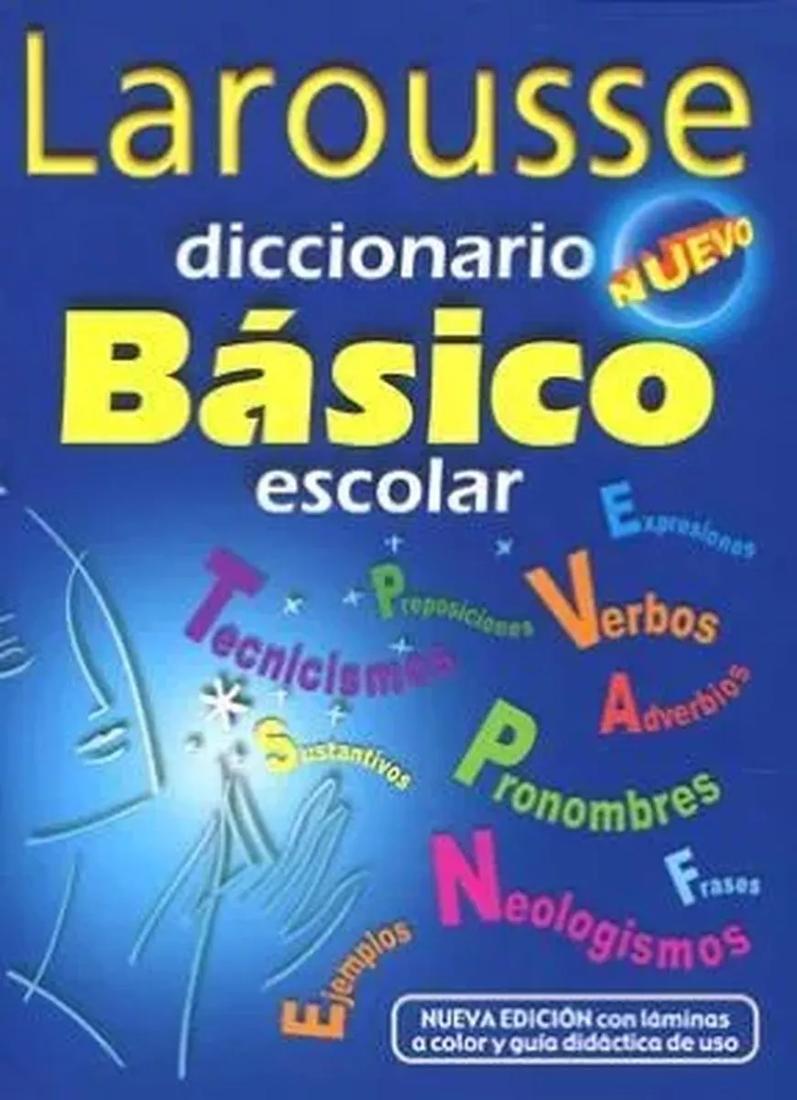 Larousse
diccionario
NUEVO
Básico
escolar
Expresiones
Tecnicismos
Preposiciones
Verbos
Adverbios
Sustantivos
Pronombres
Frases
Neologismos
Ejemplos
NUEVA EDICIÓN con láminas
a color y guía didáctica de uso